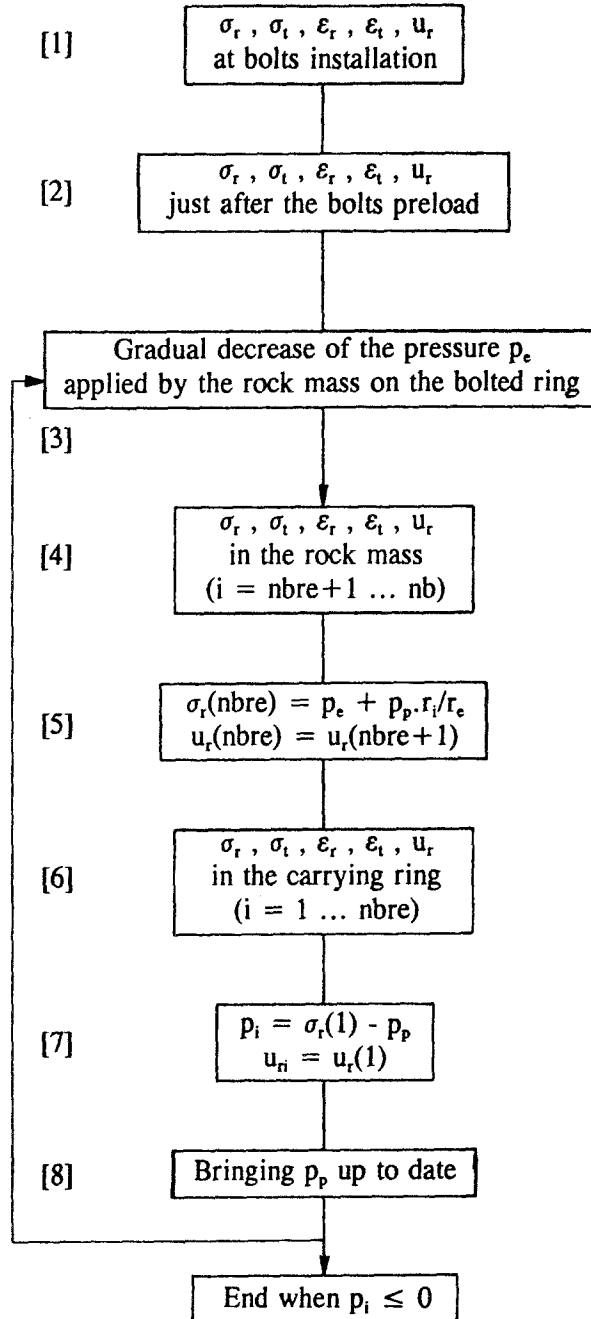 [1]
σᵣ , σₜ , εᵣ , εₜ , uᵣ
at bolts installation
[2]
σᵣ , σₜ , εᵣ , εₜ , uᵣ
just after the bolts preload
Gradual decrease of the pressure pₑ
applied by the rock mass on the bolted ring
[3]
[4]
σᵣ , σₜ , εᵣ , εₜ , uᵣ
in the rock mass
(i = nbre+1 ... nb)
[5]
σᵣ(nbre) = pₑ + pₚ.rᵢ/rₑ
uᵣ(nbre) = uᵣ(nbre+1)
[6]
σᵣ , σₜ , εᵣ , εₜ , uᵣ
in the carrying ring
(i = 1 ... nbre)
[7]
pᵢ = σᵣ(1) - pₚ
uᵣᵢ = uᵣ(1)
[8]
Bringing pₚ up to date
End when pᵢ ≤ 0